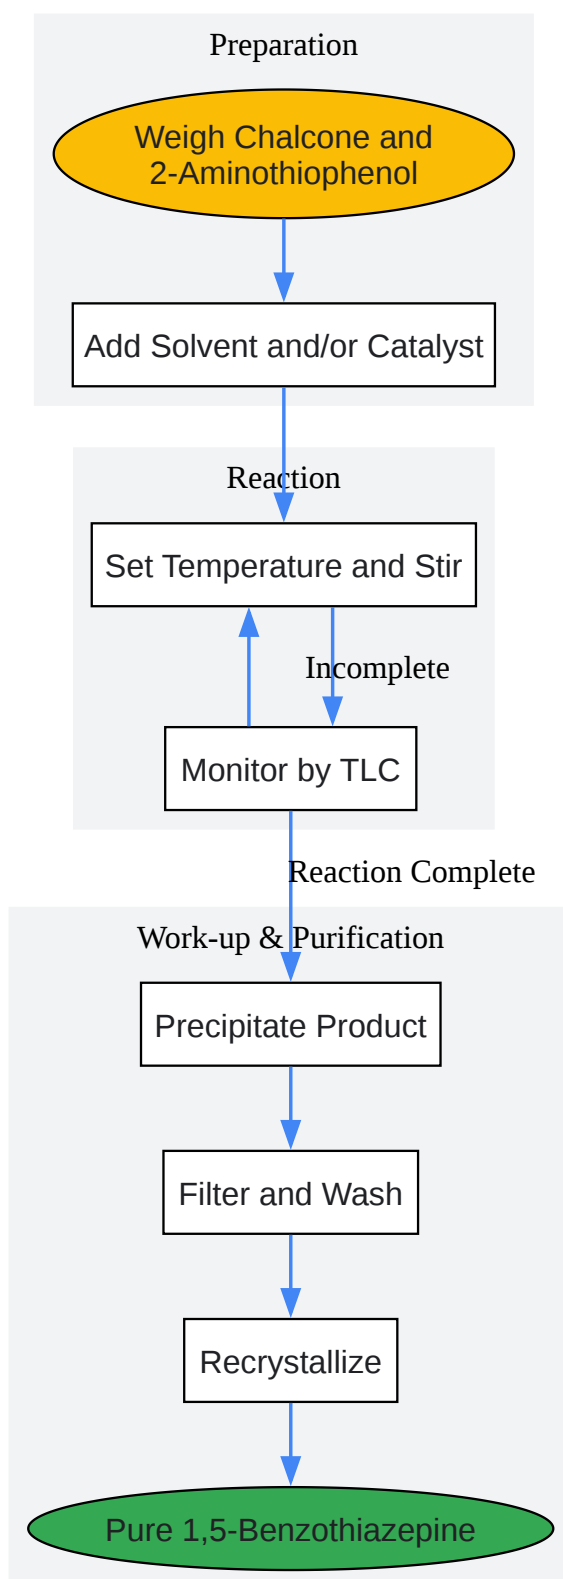 Preparation
Weigh Chalcone and
2-Aminothiophenol
Add Solvent and/or Catalyst
Reaction
Set Temperature and Stir
Incomplete
Monitor by TLC
Reaction Complete
Work-up & Purification
Precipitate Product
Filter and Wash
Recrystallize
Pure 1,5-Benzothiazepine